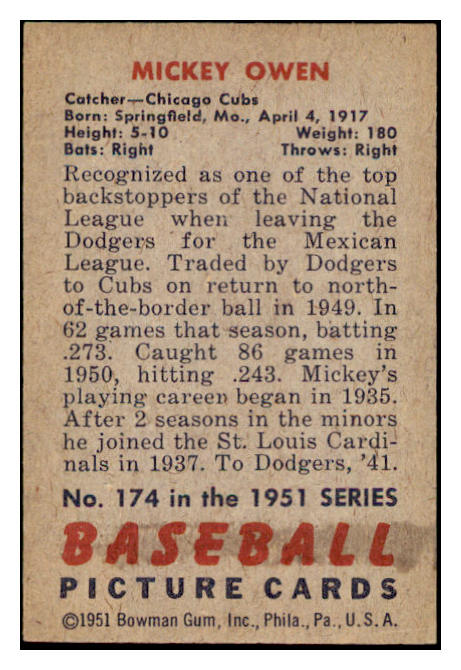 MICKEY OWEN
Catcher—Chicago Cubs
Born: Springfield, Mo., April 4, 1917
Height: 5-10 Weight: 180
Bats: Right Throws: Right
Recognized as one of the top
backstoppers of the National
League when leaving the
Dodgers for the Mexican
League. Traded by Dodgers
to Cubs on return to north-
of-the-border ball in 1949. In
62 games that season, batting
.273. Caught 86 games in
1950, hitting .243. Mickey's
playing career began in 1935.
After 2 seasons in the minors
he joined the St. Louis Cardi-
nals in 1937. To Dodgers, '41.
No. 174 in the 1951 SERIES
BASEBALL
PICTURE CARDS
©1951 Bowman Gum, Inc., Phila., Pa., U.S.A.